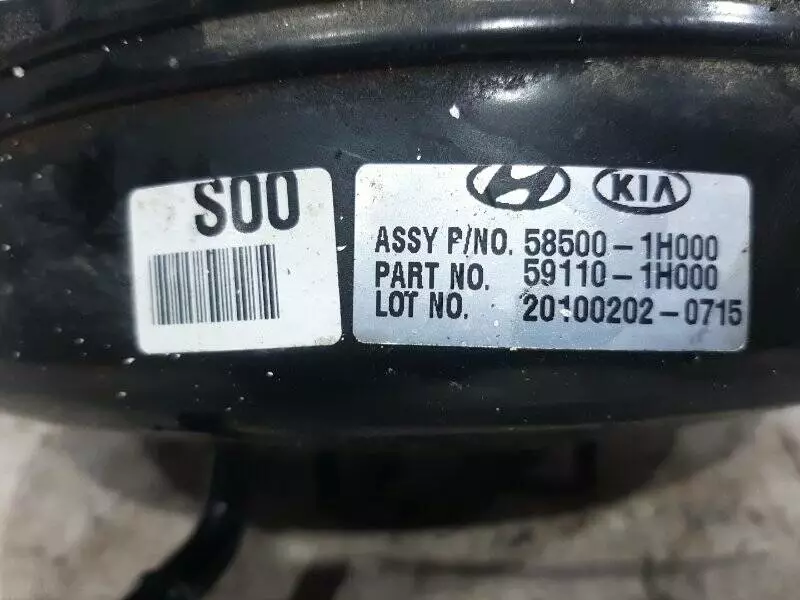 S00
KIA
ASSY P/NO. 58500-1H000
PART NO. 59110-1H000
LOT NO. 20100202-0715